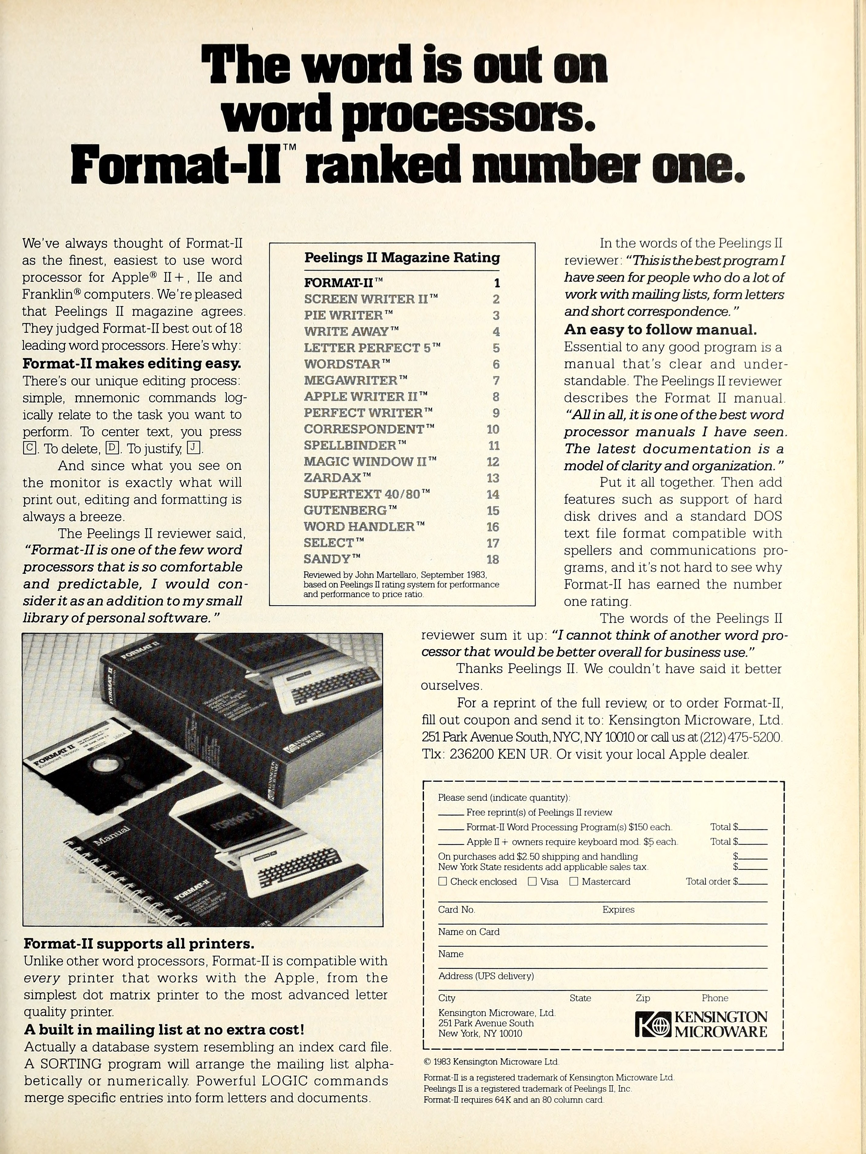 The word is out on
word processors.
Format-II™ ranked number one.
We've always thought of Format-II
as the finest, easiest to use word
processor for Apple® II+, IIe and
Franklin® computers. We're pleased
that Peelings II magazine agrees.
They judged Format-II best out of 18
leading word processors. Here's why:
Format-II makes editing easy.
There's our unique editing process:
simple, mnemonic commands log-
ically relate to the task you want to
perform. To center text, you press
C. To delete, D. To justify, J.
And since what you see on
the monitor is exactly what will
print out, editing and formatting is
always a breeze.
The Peelings II reviewer said,
"Format-II is one of the few word
processors that is so comfortable
and predictable, I would con-
sider it as an addition to my small
library of personal software."
Peelings II Magazine Rating
FORMAT-II™ 1
SCREEN WRITER II™ 2
PIE WRITER™ 3
WRITE AWAY™ 4
LETTER PERFECT 5™ 5
WORDSTAR™ 6
MEGAWRITER™ 7
APPLE WRITER II™ 8
PERFECT WRITER™ 9
CORRESPONDENT™ 10
SPELLBINDER™ 11
MAGIC WINDOW II™ 12
ZARDAX™ 13
SUPERTEXT 40/80™ 14
GUTENBERG™ 15
WORD HANDLER™ 16
SELECT™ 17
SANDY™ 18
Reviewed by John Martellaro, September 1983,
based on Peelings II rating system for performance
and performance to price ratio.
In the words of the Peelings II
reviewer: "This is the best program I
have seen for people who do a lot of
work with mailing lists, form letters
and short correspondence."
An easy to follow manual.
Essential to any good program is a
manual that's clear and under-
standable. The Peelings II reviewer
describes the Format II manual.
"All in all, it is one of the best word
processor manuals I have seen.
The latest documentation is a
model of clarity and organization."
Put it all together. Then add
features such as support of hard
disk drives and a standard DOS
text file format compatible with
spellers and communications pro-
grams, and it's not hard to see why
Format-II has earned the number
one rating.
The words of the Peelings II
reviewer sum it up: "I cannot think of another word pro-
cessor that would be better overall for business use."
Thanks Peelings II. We couldn't have said it better
ourselves.
For a reprint of the full review, or to order Format-II,
fill out coupon and send it to: Kensington Microware, Ltd.
251 Park Avenue South, NYC, NY 10010 or call us at (212) 475-5200.
Tlx: 236200 KEN UR. Or visit your local Apple dealer.
FORMAT II
FORMAT II
FORMAT II
KENSINGTON
MICROWARE
Manual
FORMAT-II
FORMAT-II
Format-II supports all printers.
Unlike other word processors, Format-II is compatible with
every printer that works with the Apple, from the
simplest dot matrix printer to the most advanced letter
quality printer.
A built in mailing list at no extra cost!
Actually a database system resembling an index card file.
A SORTING program will arrange the mailing list alpha-
betically or numerically. Powerful LOGIC commands
merge specific entries into form letters and documents.
Please send (indicate quantity):
____ Free reprint(s) of Peelings II review.
____ Format-II Word Processing Program(s) $150 each. Total $____
____ Apple II + owners require keyboard mod. $5 each. Total $____
On purchases add $2.50 shipping and handling $____
New York State residents add applicable sales tax. $____
☐ Check enclosed ☐ Visa ☐ Mastercard Total order $____
Card No. Expires
Name on Card
Name
Address (UPS delivery)
City State Zip Phone
Kensington Microware, Ltd.
251 Park Avenue South
New York, NY 10010
KENSINGTON
MICROWARE
© 1983 Kensington Microware Ltd.
Format-II is a registered trademark of Kensington Microware Ltd.
Peelings II is a registered trademark of Peelings II, Inc.
Format-II requires 64K and an 80 column card.